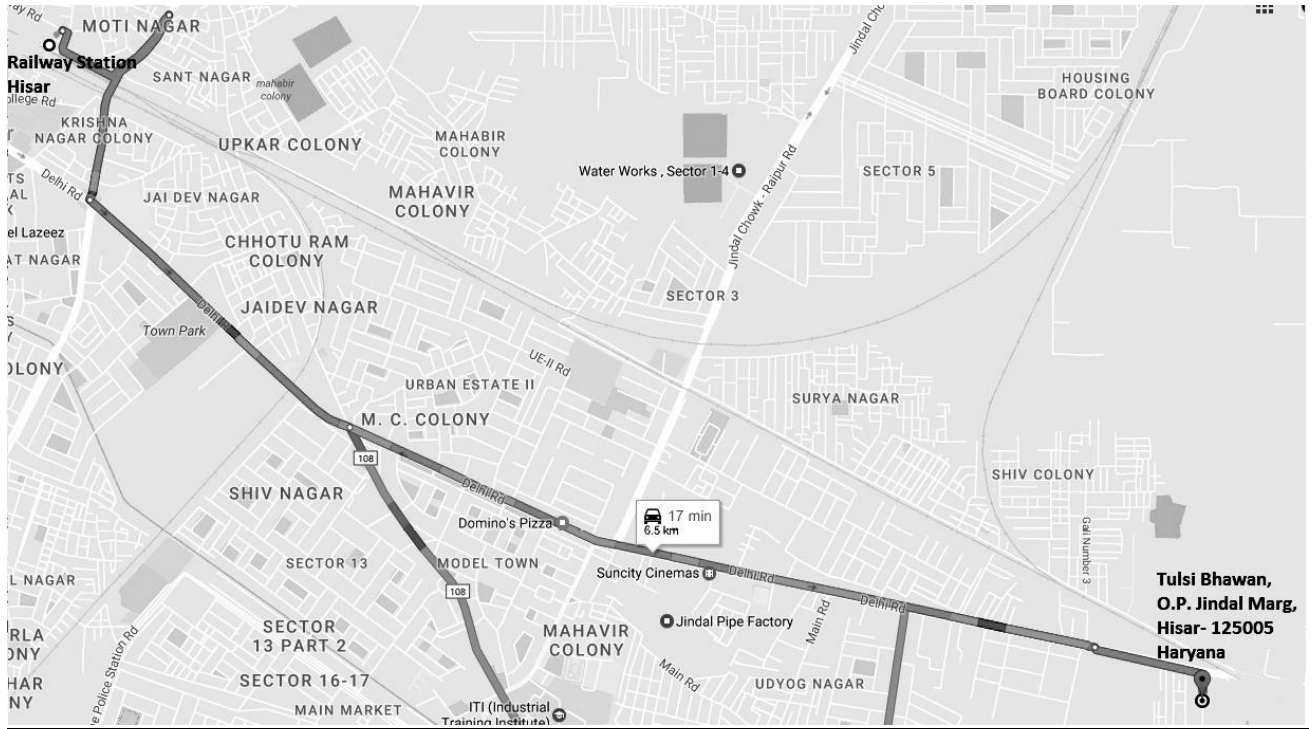 MOTI NAGAR
Railway Station
Hisar
SANT NAGAR
mahabir
colony
KRISHNA
NAGAR COLONY
UPKAR COLONY
MAHABIR
COLONY
Water Works , Sector 1-4
Jindal Chowk - Raipur Rd
HOUSING
BOARD COLONY
SECTOR 5
Delhi Rd
JAI DEV NAGAR
MAHAVIR
COLONY
el Lazeez
AT NAGAR
CHHOTU RAM
COLONY
SECTOR 3
JAIDEV NAGAR
Town Park
OLONY
UE-II Rd
URBAN ESTATE II
SURYA NAGAR
M. C. COLONY
108
SHIV COLONY
SHIV NAGAR
Delhi Rd
Domino's Pizza
17 min
6.5 km
Gali Number 3
SECTOR 13
MODEL TOWN
Suncity Cinemas
Delhi Rd
108
L NAGAR
Delhi Rd
Tulsi Bhawan,
O.P. Jindal Marg,
Hisar- 125005
Haryana
Jindal Pipe Factory
Main Rd
SECTOR
13 PART 2
MAHAVIR
COLONY
Main Rd
SECTOR 16-17
UDYOG NAGAR
MAIN MARKET
ITI (Industrial
Training Institute)